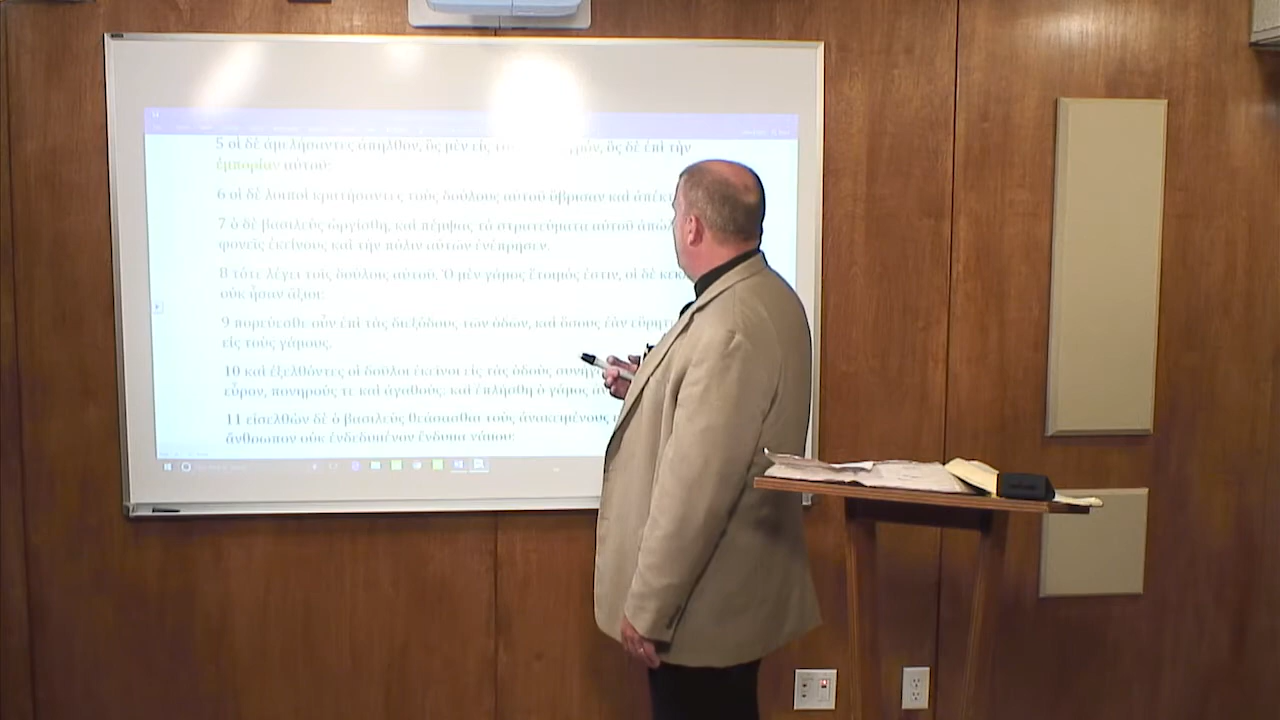 5 οἱ δὲ ἀμελήσαντες ἀπῆλθον, ὃς μὲν εἰς ὃς δὲ ἐπὶ τὴν
ἐμπορίαν αὐτοῦ·
6 οἱ δὲ λοιποὶ κρατήσαντες τοὺς δούλους αὐτοῦ ὕβρισαν καὶ
7 ὁ δὲ βασιλεὺς ὠργίσθη, καὶ πέμψας τὰ στρατεύματα αὐτοῦ
φονεῖς ἐκείνους καὶ τὴν πόλιν αὐτῶν ἐνέπρησεν.
8 τότε λέγει τοῖς δούλοις αὐτοῦ, Ὁ μὲν γάμος ἕτοιμός ἐστιν, οἱ δὲ
οὐκ ἦσαν ἄξιοι·
9 πορεύεσθε οὖν ἐπὶ τὰς διεξόδους τῶν ὁδῶν, καὶ ὅσους ἐὰν
εἰς τοὺς γάμους.
10 καὶ ἐξελθόντες οἱ δοῦλοι ἐκεῖνοι εἰς τὰς ὁδοὺς
εὗρον, πονηρούς τε καὶ ἀγαθούς· καὶ ἐπλήσθη ὁ γάμος
11 εἰσελθὼν δὲ ὁ βασιλεὺς θεάσασθαι τοὺς ἀνακειμένους
ἄνθρωπον οὐκ ἐνδεδυμένον ἔνδυμα γάμου·